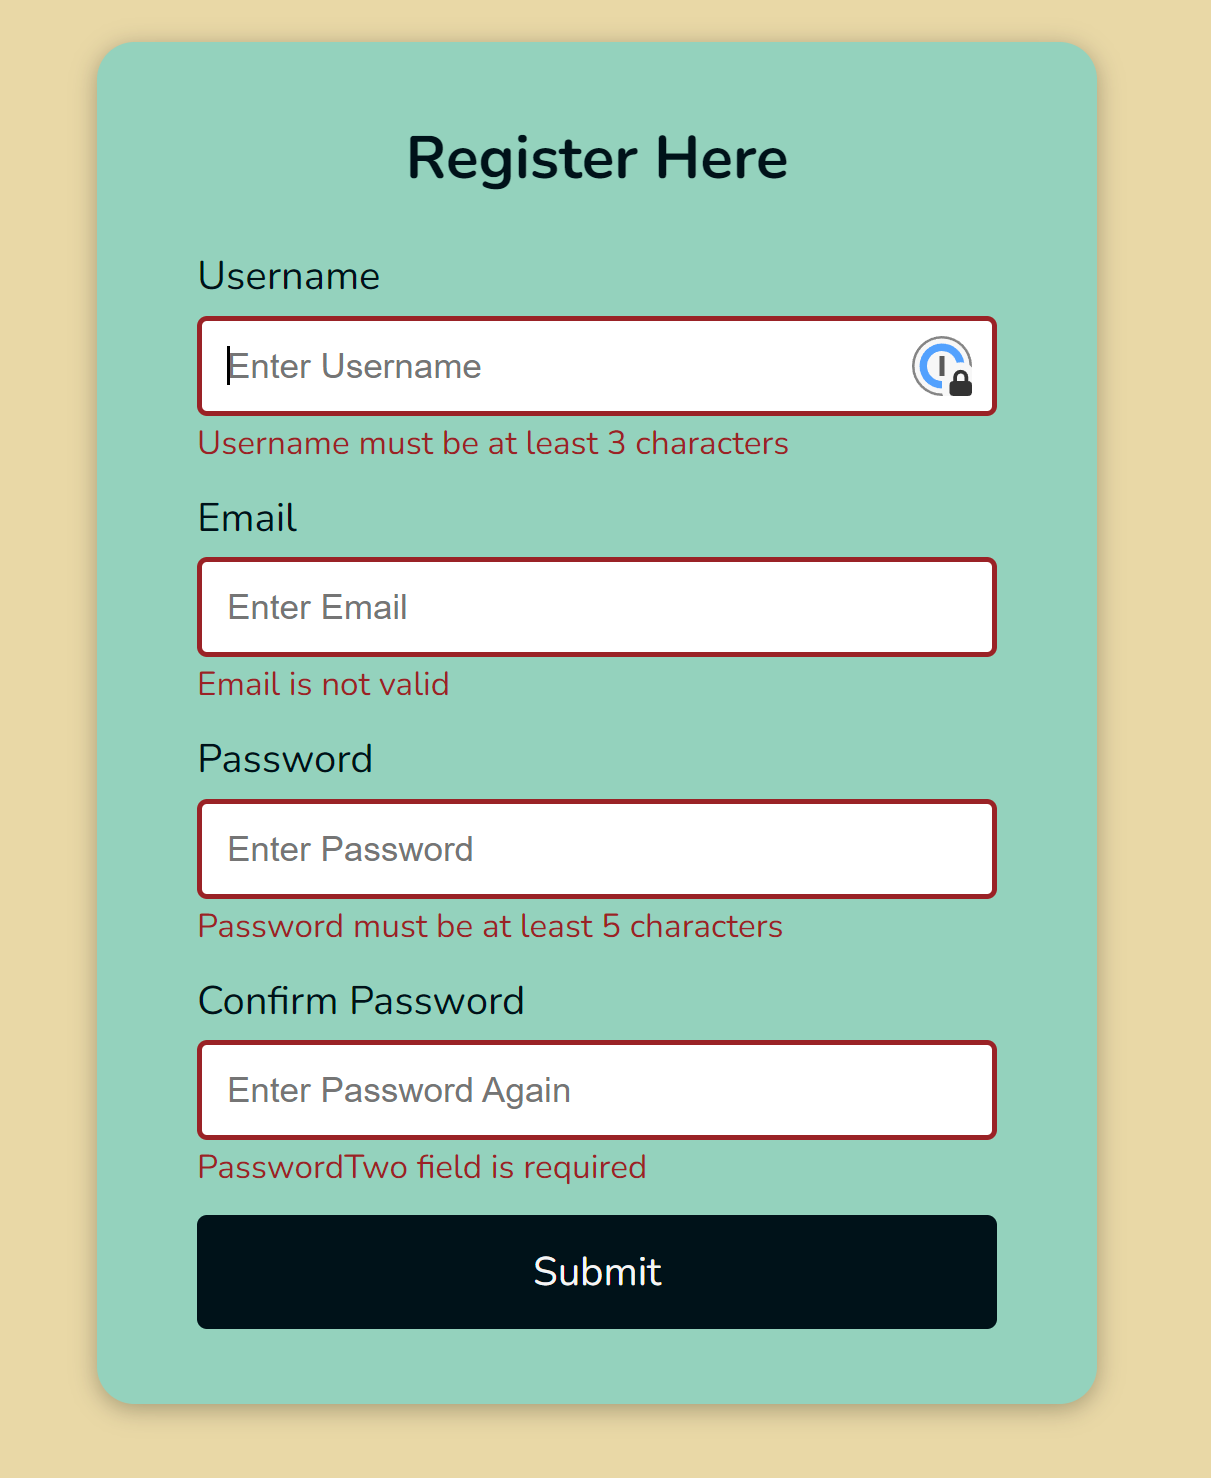 Register Here
Username
Enter Username
Username must be at least 3 characters
Email
Enter Email
Email is not valid
Password
Enter Password
Password must be at least 5 characters
Confirm Password
Enter Password Again
PasswordTwo field is required
Submit